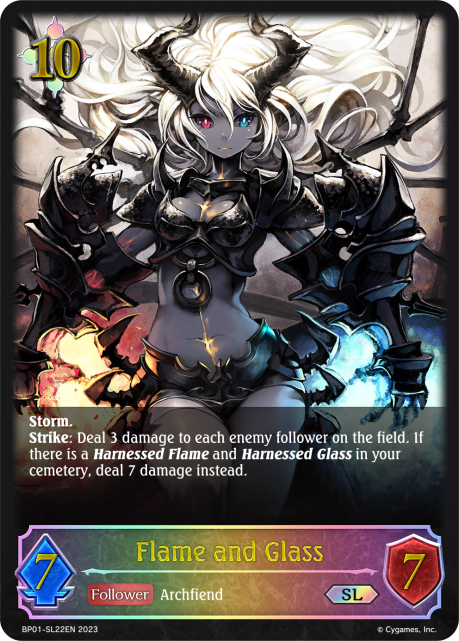 10
Storm.
Strike: Deal 3 damage to each enemy follower on the field. If
there is a Harnessed Flame and Harnessed Glass in your
cemetery, deal 7 damage instead.
Flame and Glass
7
Follower Archfiend
SL
7
BP01-SL22EN 2023
© Cygames, Inc.